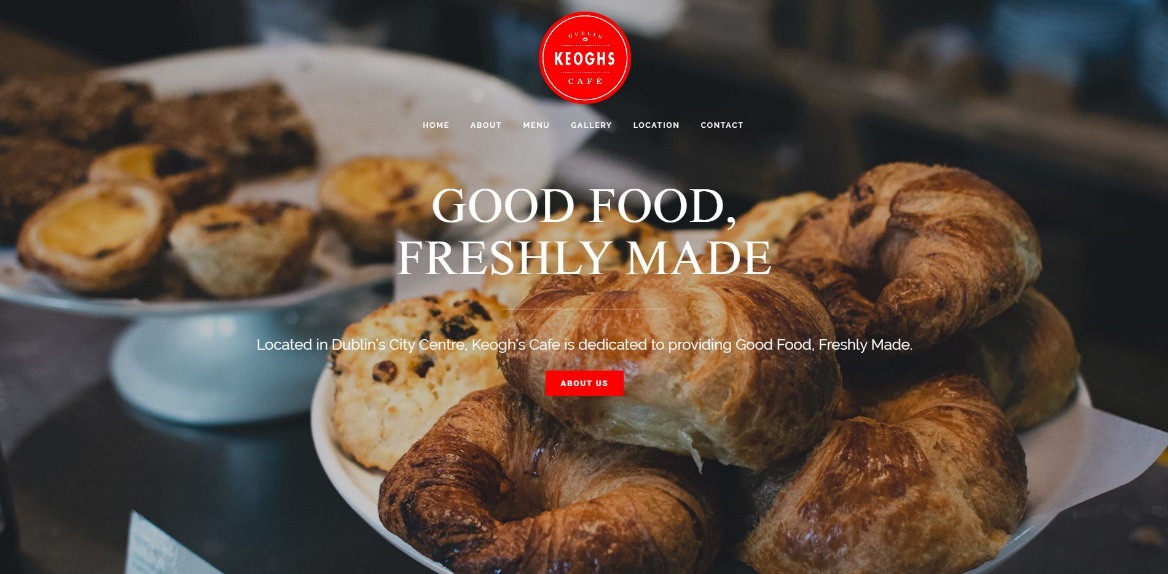 DUBLIN
KEOGHS
CAFÉ
HOME ABOUT MENU GALLERY LOCATION CONTACT
GOOD FOOD,
FRESHLY MADE
Located in Dublin's City Centre, Keogh's Cafe is dedicated to providing Good Food, Freshly Made.
ABOUT US